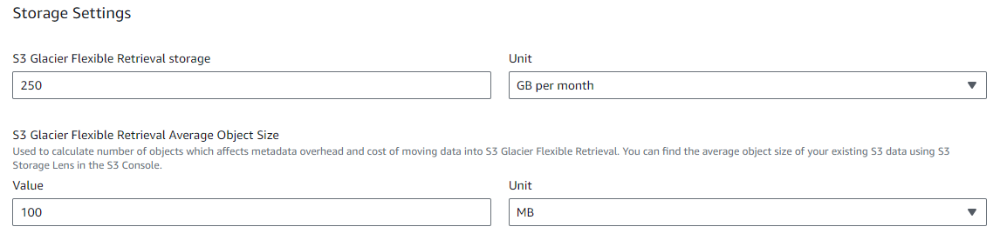 Storage Settings
S3 Glacier Flexible Retrieval storage
Unit
250
GB per month
S3 Glacier Flexible Retrieval Average Object Size
Used to calculate number of objects which affects metadata overhead and cost of moving data into S3 Glacier Flexible Retrieval. You can find the average object size of your existing S3 data using S3
Storage Lens in the S3 Console.
Value
Unit
100
MB